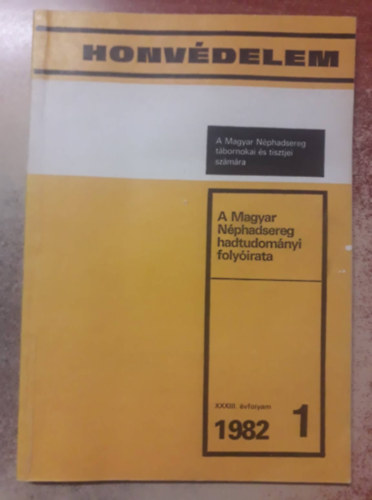 HONVÉDELEM
A Magyar Néphadsereg
tábornokai és tisztjei
számára
A Magyar
Néphadsereg
hadtudományi
folyóirata
XXXIII. évfolyam
1982 1